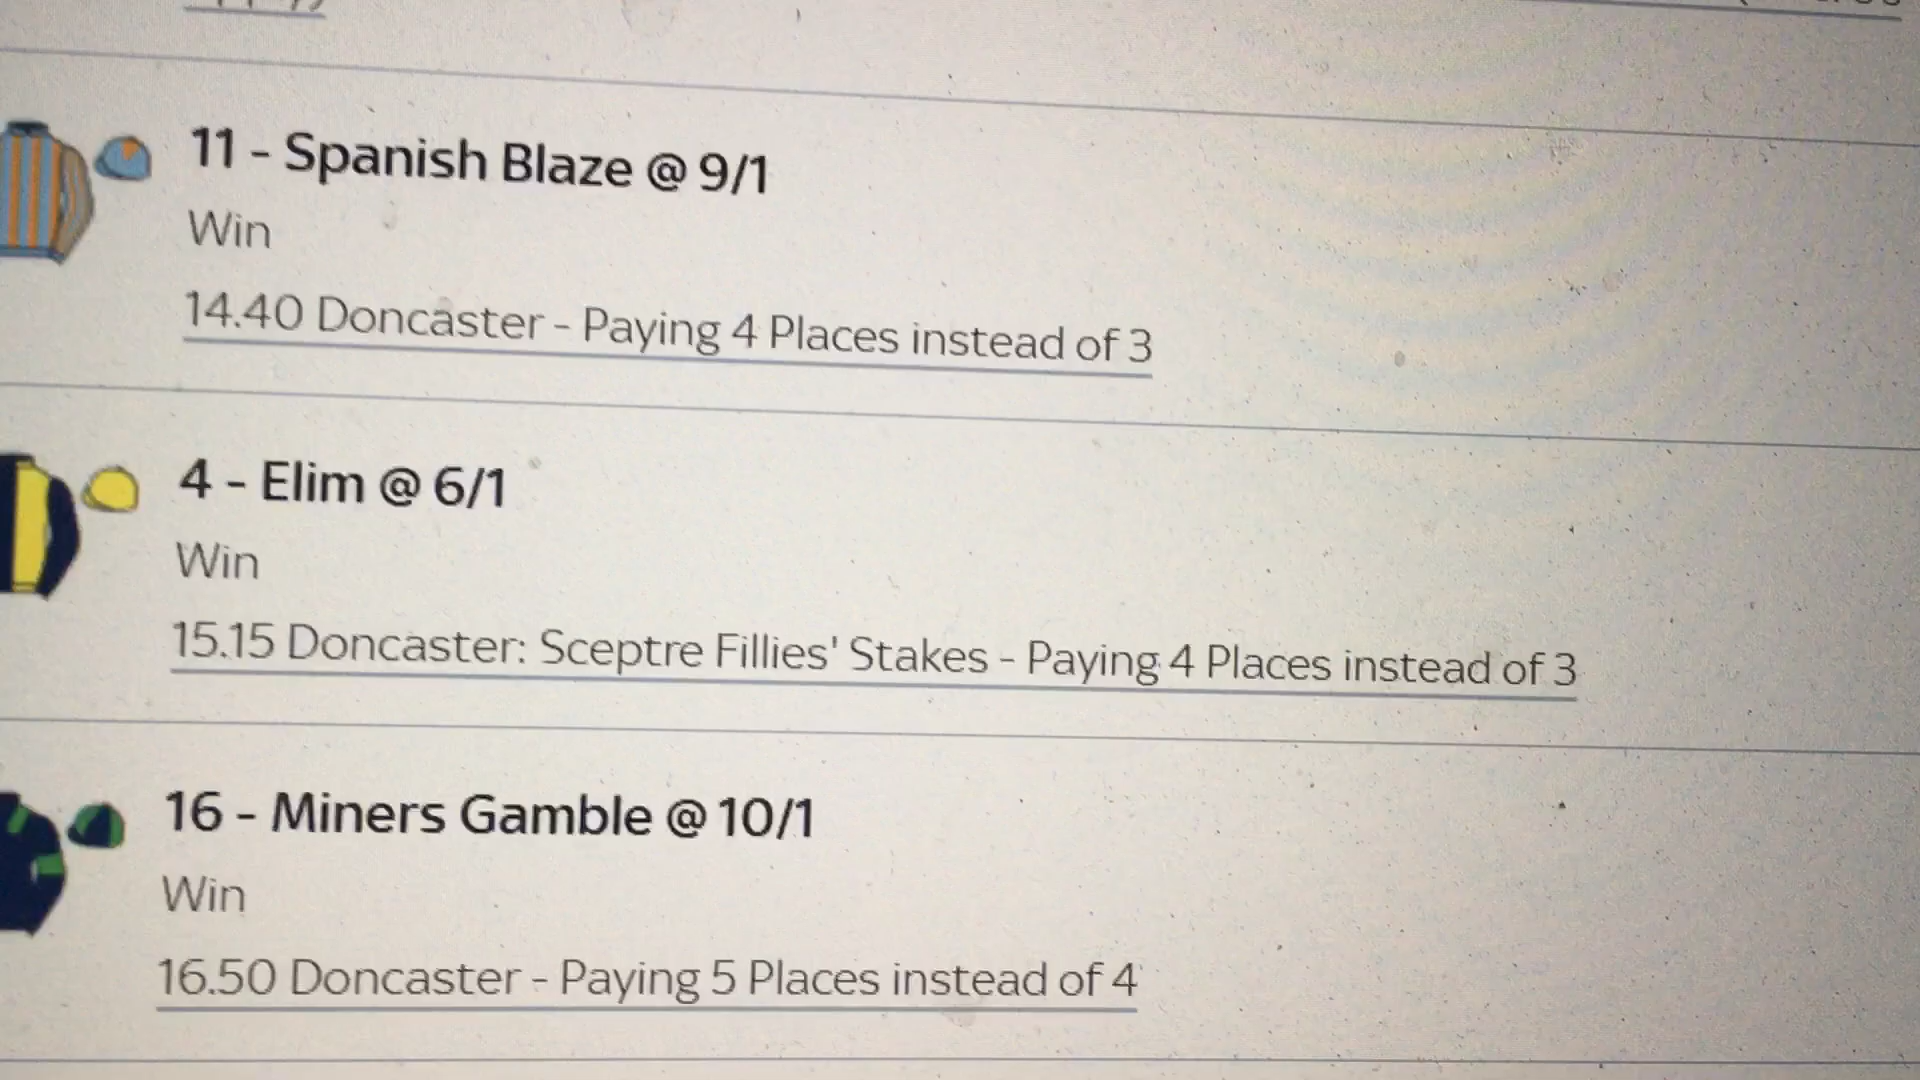 11 - Spanish Blaze @ 9/1
Win
14.40 Doncaster - Paying 4 Places instead of 3
4 - Elim @ 6/1
Win
15.15 Doncaster: Sceptre Fillies' Stakes - Paying 4 Places instead of 3
16 - Miners Gamble @ 10/1
Win
16.50 Doncaster - Paying 5 Places instead of 4